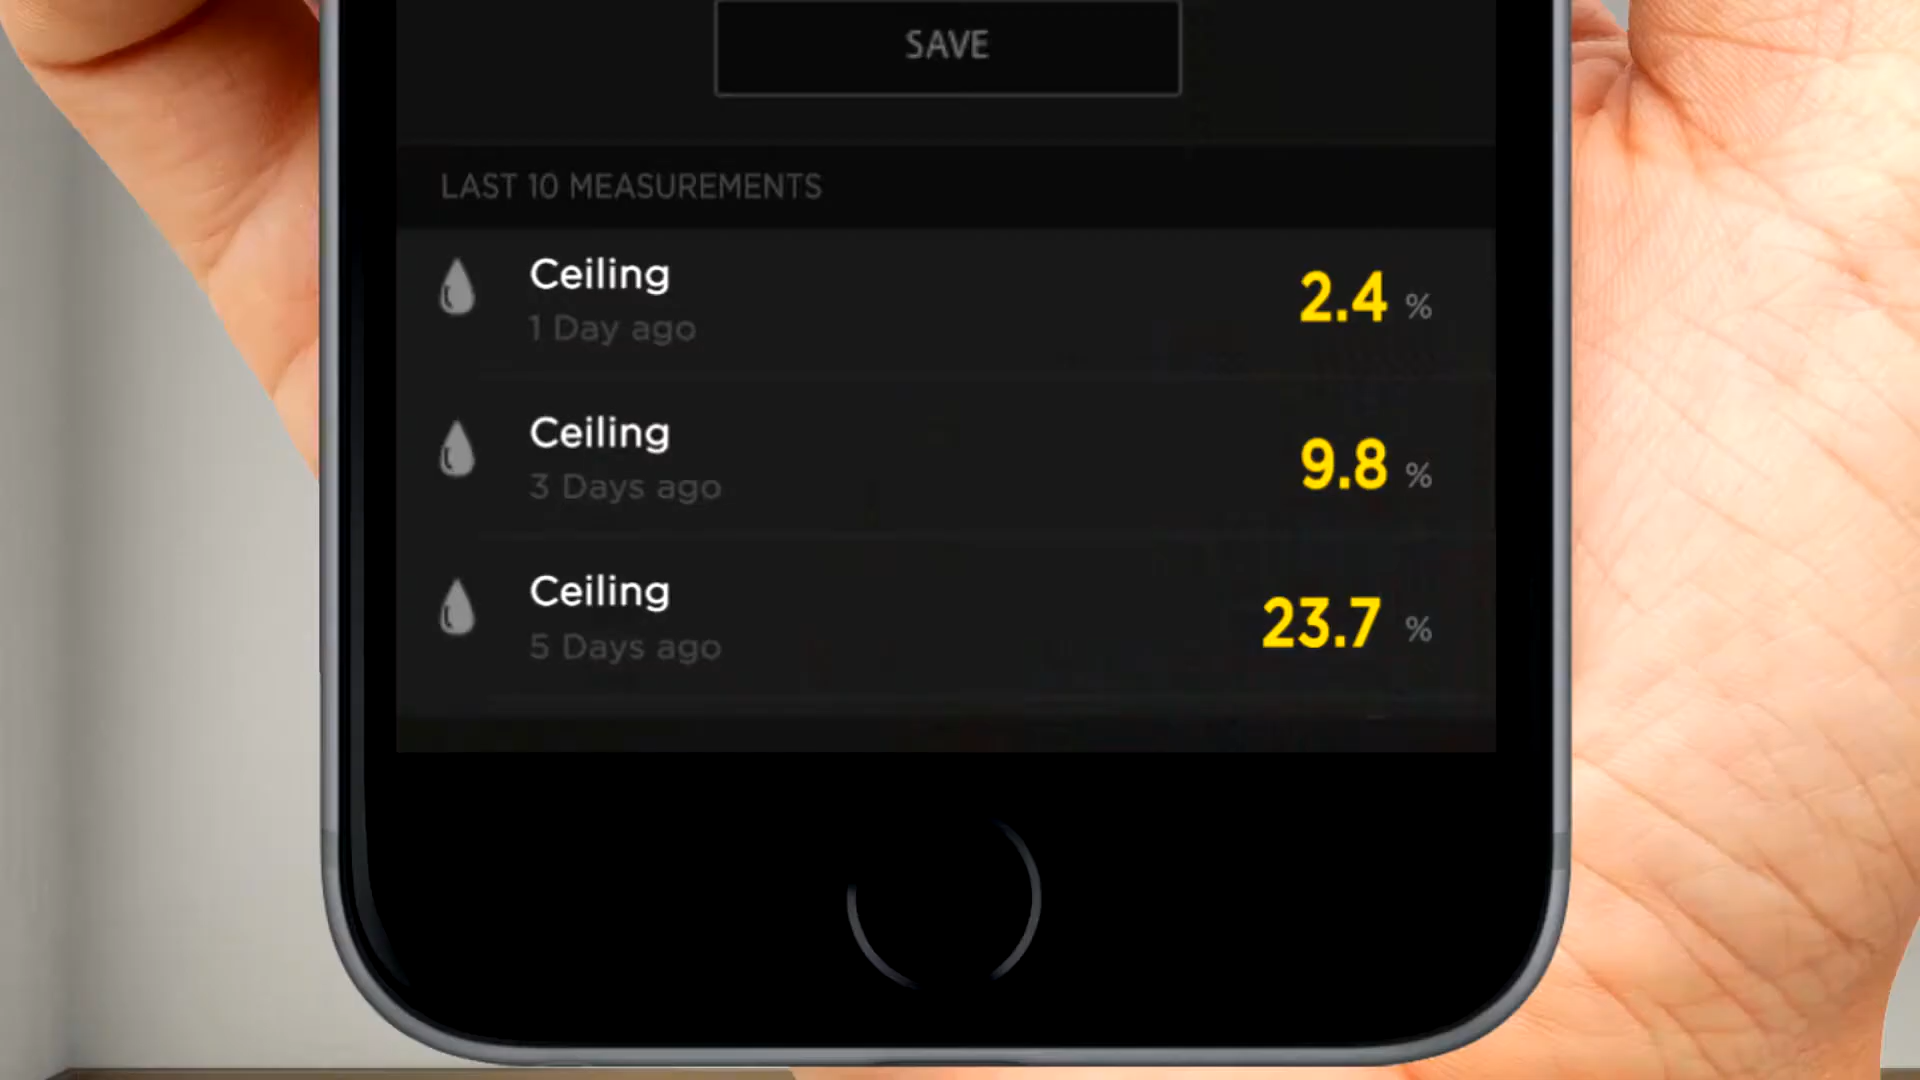 SAVE
LAST 10 MEASUREMENTS
Ceiling
2.4 %
1 Day ago
Ceiling
9.8 %
3 Days ago
Ceiling
23.7 %
5 Days ago